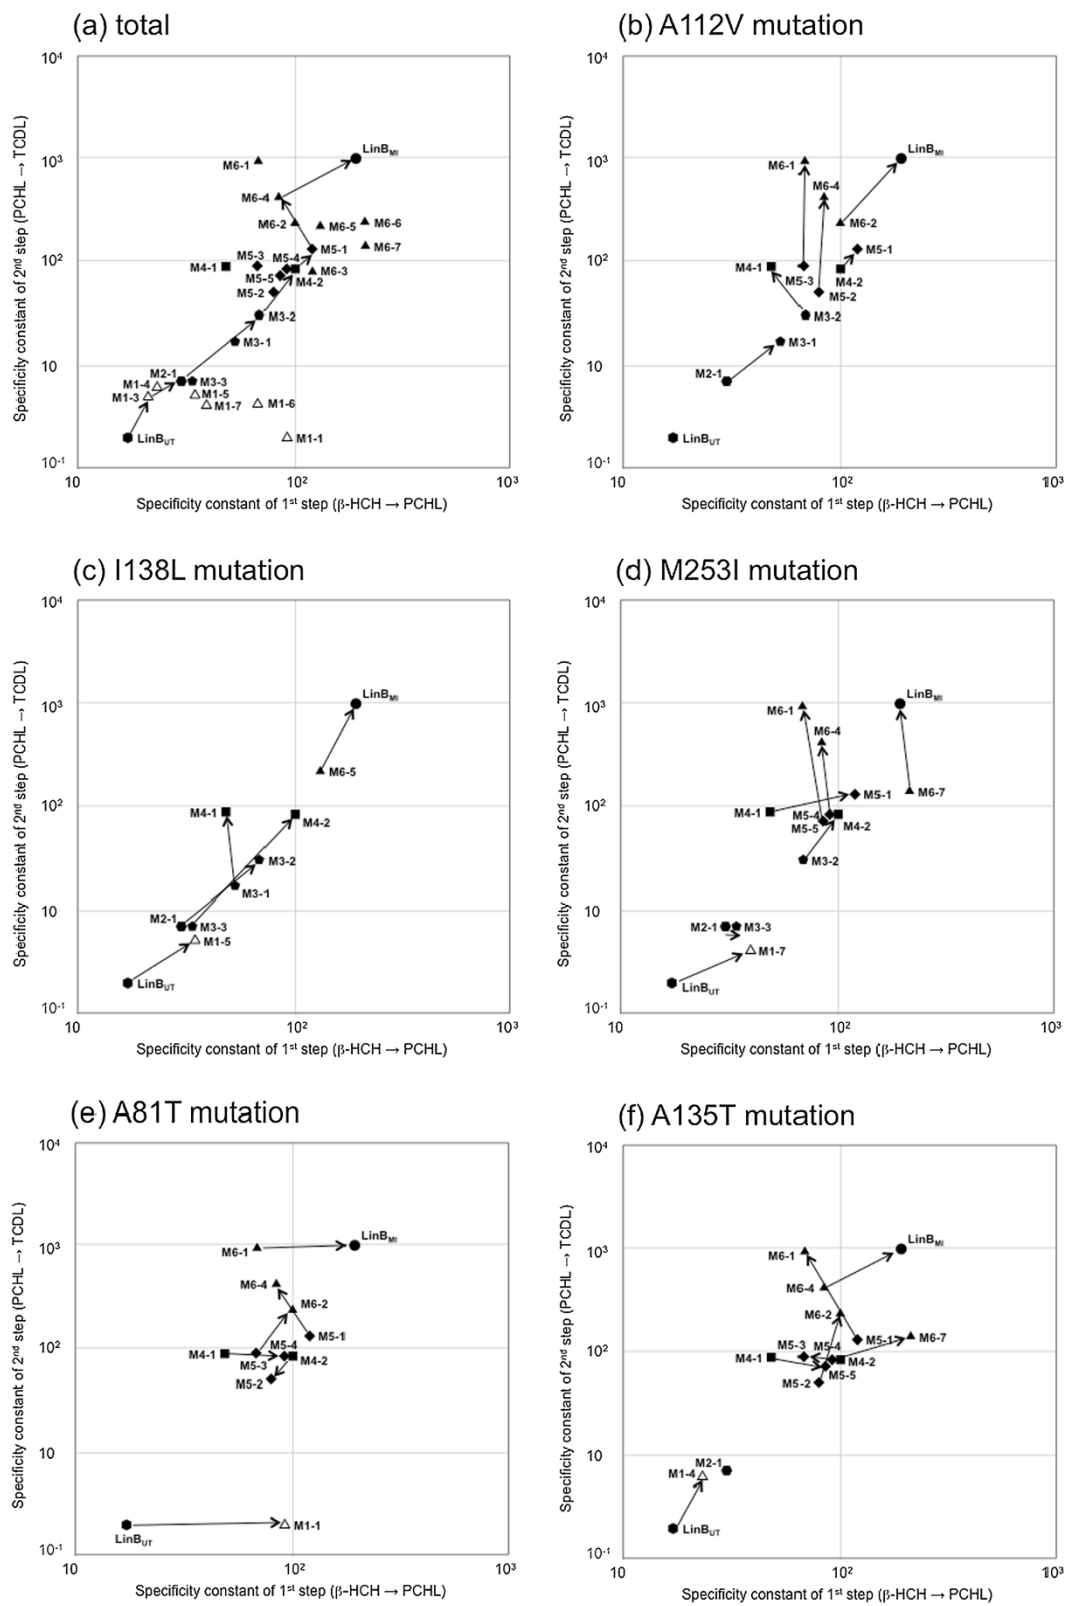 (a) total
10⁴
10³
10²
10
10⁻¹
Specificity constant of 2ⁿᵈ step (PCHL → TCDL)
LinB_MI
M6-1
M6-4
M6-2
M6-5
M6-6
M6-7
M5-1
M5-3
M5-4
M4-1
M6-3
M5-5
M4-2
M5-2
M3-2
M3-1
M2-1
M3-3
M1-4
M1-3
M1-5
M1-7
M1-6
LinB_UT
M1-1
10
10²
10³
Specificity constant of 1ˢᵗ step (β-HCH → PCHL)
(b) A112V mutation
10⁴
10³
10²
10
10⁻¹
Specificity constant of 2ⁿᵈ step (PCHL → TCDL)
LinB_MI
M6-1
M6-4
M6-2
M5-1
M4-1
M5-3
M4-2
M5-2
M3-2
M3-1
M2-1
LinB_UT
10
10²
10³
Specificity constant of 1ˢᵗ step (β-HCH → PCHL)
(c) I138L mutation
10⁴
10³
10²
10
10⁻¹
Specificity constant of 2ⁿᵈ step (PCHL → TCDL)
LinB_MI
M6-5
M4-1
M4-2
M3-2
M3-1
M2-1
M3-3
M1-5
LinB_UT
10
10²
10³
Specificity constant of 1ˢᵗ step (β-HCH → PCHL)
(d) M253I mutation
10⁴
10³
10²
10
10⁻¹
Specificity constant of 2ⁿᵈ step (PCHL → TCDL)
LinB_MI
M6-1
M6-4
M5-1
M6-7
M4-1
M5-4
M5-5
M4-2
M3-2
M2-1
M3-3
M1-7
LinB_UT
10
10²
10³
Specificity constant of 1ˢᵗ step (β-HCH → PCHL)
(e) A81T mutation
10⁴
10³
10²
10
10⁻¹
Specificity constant of 2ⁿᵈ step (PCHL → TCDL)
LinB_MI
M6-1
M6-4
M6-2
M5-1
M5-4
M4-1
M5-3
M4-2
M5-2
M1-1
LinB_UT
10
10²
10³
Specificity constant of 1ˢᵗ step (β-HCH → PCHL)
(f) A135T mutation
10⁴
10³
10²
10
10⁻¹
Specificity constant of 2ⁿᵈ step (PCHL → TCDL)
LinB_MI
M6-1
M6-4
M6-2
M5-1
M6-7
M5-3
M5-4
M4-1
M4-2
M5-5
M5-2
M2-1
M1-4
LinB_UT
10
10²
10³
Specificity constant of 1ˢᵗ step (β-HCH → PCHL)